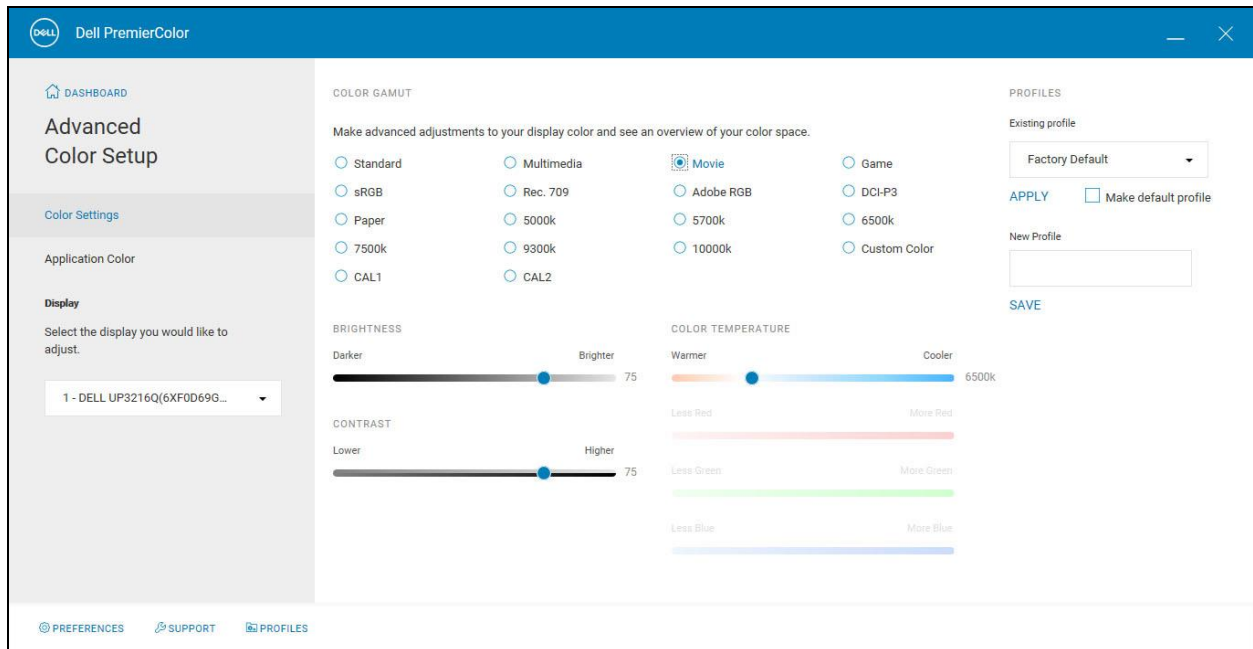 DELL
Dell PremierColor
DASHBOARD
Advanced
Color Setup
Color Settings
Application Color
Display
Select the display you would like to
adjust.
1 - DELL UP3216Q(6XF0D69G...
COLOR GAMUT
Make advanced adjustments to your display color and see an overview of your color space.
Standard Multimedia Movie Game
sRGB Rec. 709 Adobe RGB DCI-P3
Paper 5000k 5700k 6500k
7500k 9300k 10000k Custom Color
CAL1 CAL2
BRIGHTNESS
Darker Brighter
75
CONTRAST
Lower Higher
75
COLOR TEMPERATURE
Warmer Cooler
6500k
Less Red More Red
Less Green More Green
Less Blue More Blue
PROFILES
Existing profile
Factory Default
APPLY Make default profile
New Profile
SAVE
PREFERENCES SUPPORT PROFILES